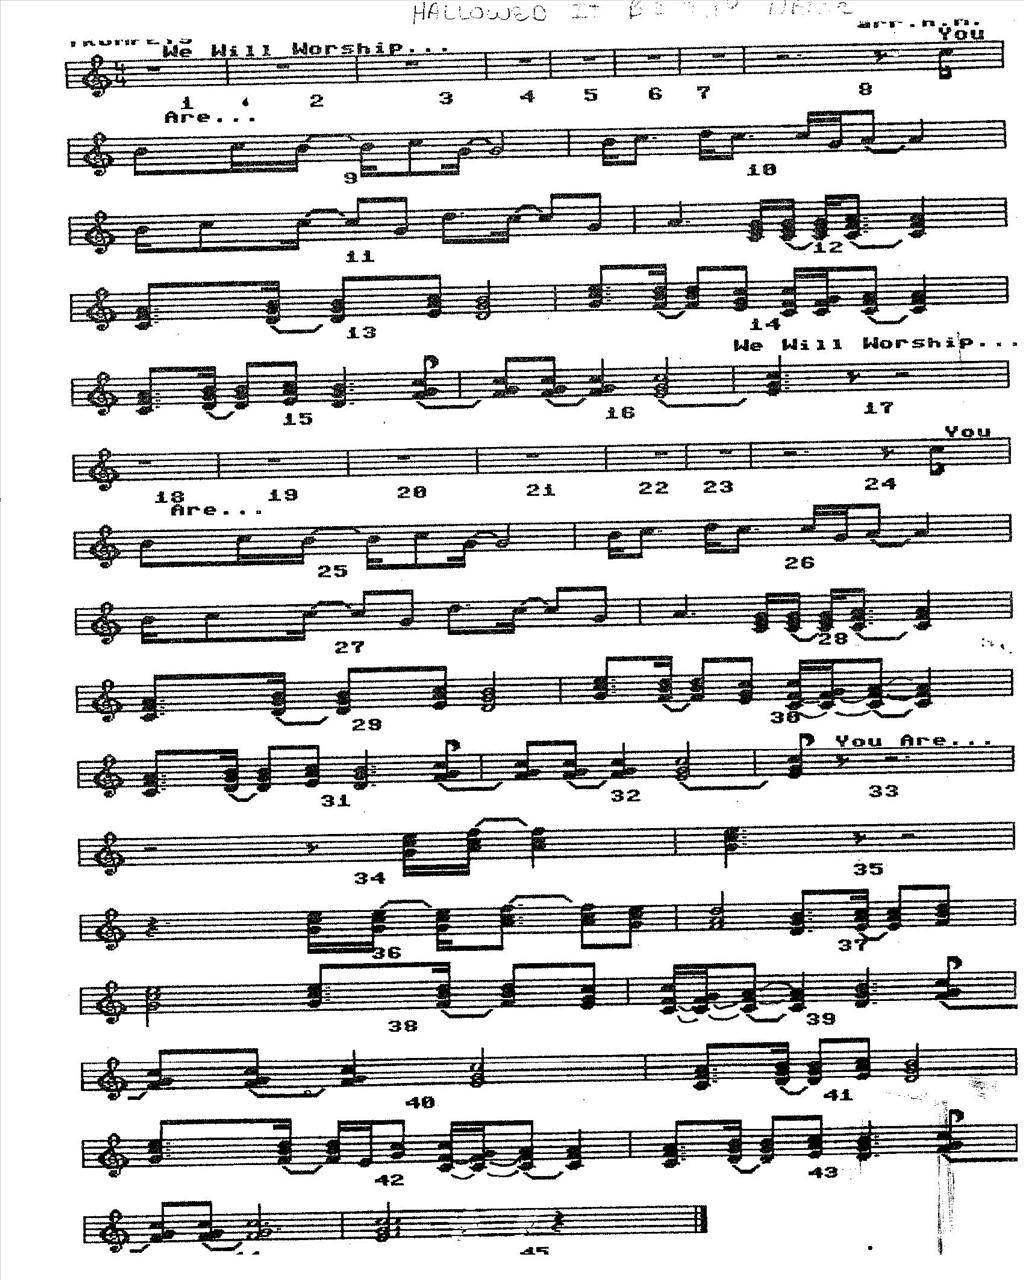 HALLOWED IT BE THY NAME
arr.n.n.
TRUMPETS We Will Worship... You
1 2 3 4 5 6 7 8
Are...
9 10
11 12
13 14
We Will Worship...
15 16 17
You
18 19 20 21 22 23 24
Are...
25 26
27 28
29 30
You Are...
31 32 33
34 35
36 37
38 39
40 41
42 43
45